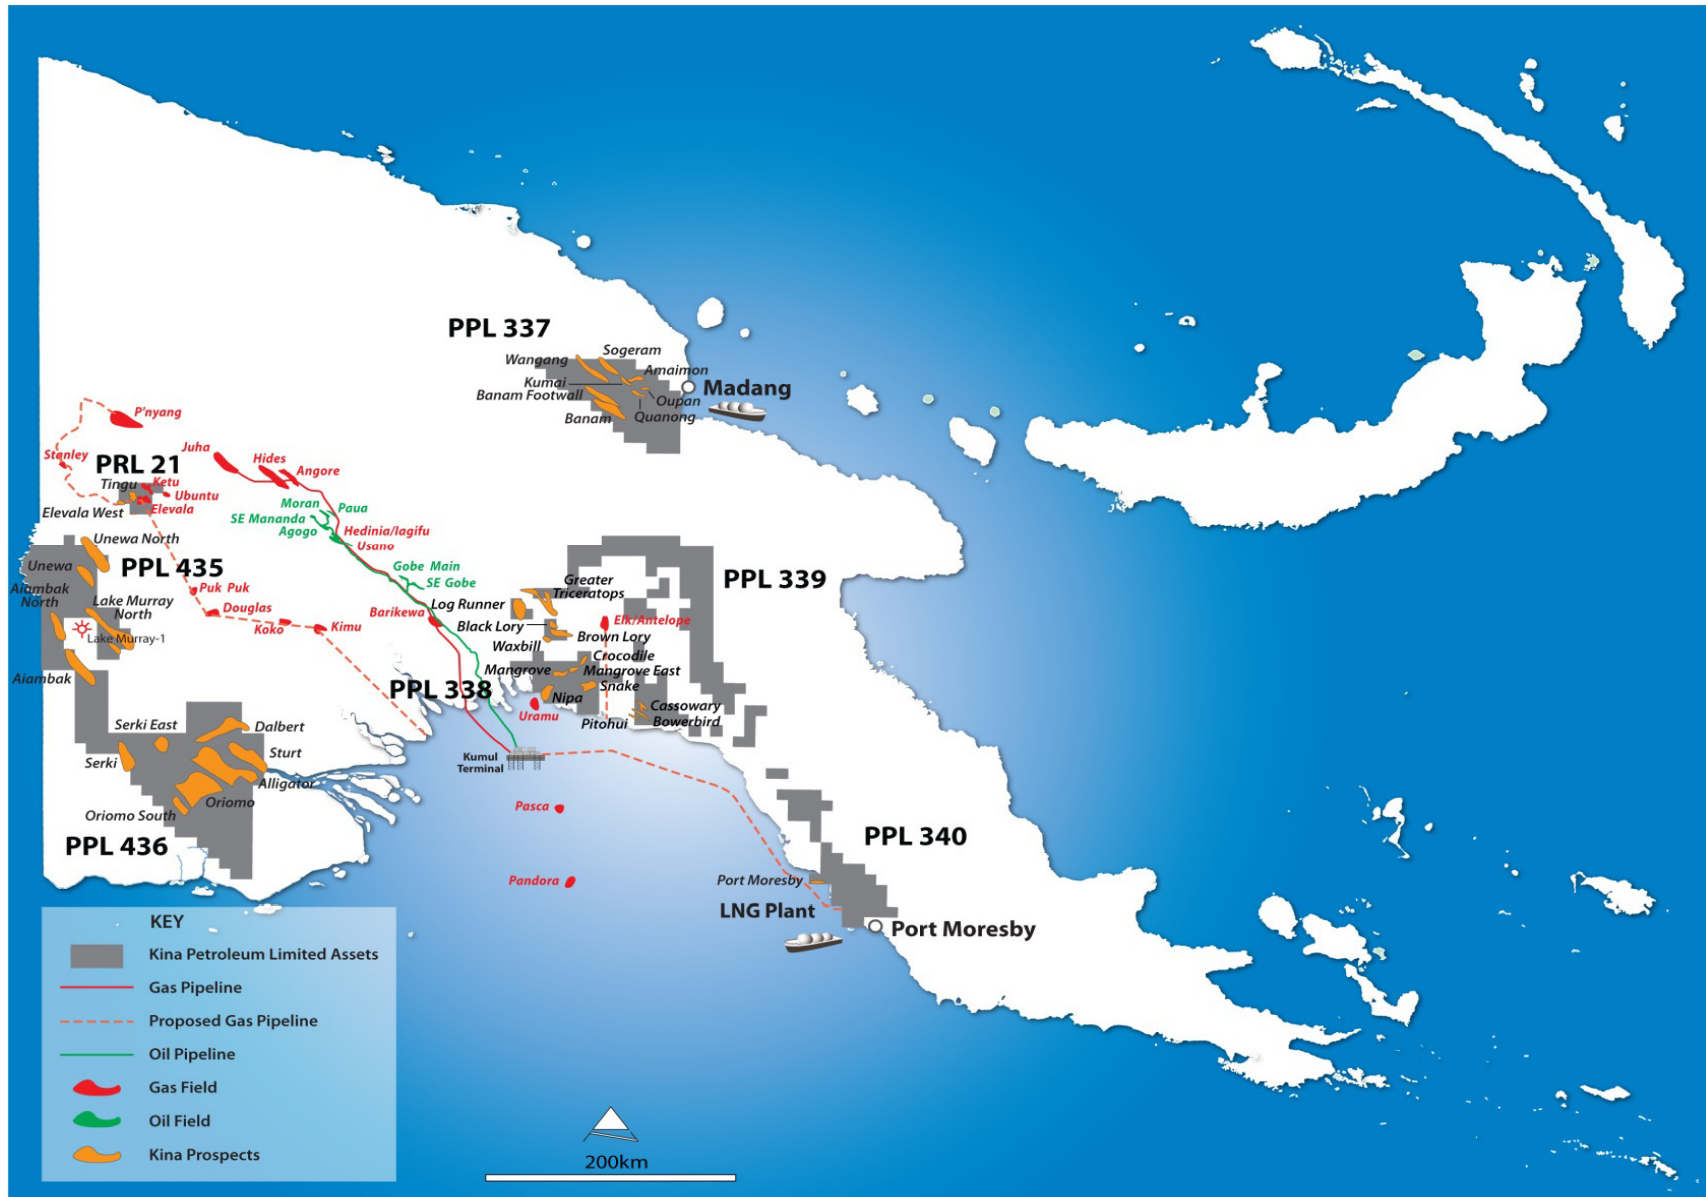 PPL 337
Wangang
Sogeram
Amaimon
Kumai
Banam Footwall
Oupan
Banam
Quanong
Madang
P'nyang
Stanley
PRL 21
Tingu
Ketu
Ubuntu
Elevala
Elevala West
Juha
Hides
Angore
Moran
Paua
SE Mananda
Agogo
Hedinia/Iagifu
Usano
Gobe Main
SE Gobe
Barikewa
Unewa North
Unewa
PPL 435
Aiambak
North
Lake Murray
North
Lake Murray-1
Aiambak
Puk Puk
Douglas
Koko
Kimu
Greater
Triceratops
Log Runner
Black Lory
Brown Lory
Waxbill
Elk/Antelope
PPL 339
Crocodile
Mangrove
Mangrove East
Snake
Nipa
PPL 338
Uramu
Pitohui
Cassowary
Bowerbird
Serki East
Dalbert
Serki
Sturt
Alligator
Oriomo
Oriomo South
PPL 436
Kumul
Terminal
Pasca
Pandora
PPL 340
Port Moresby
LNG Plant
Port Moresby
KEY
Kina Petroleum Limited Assets
Gas Pipeline
Proposed Gas Pipeline
Oil Pipeline
Gas Field
Oil Field
Kina Prospects
200km